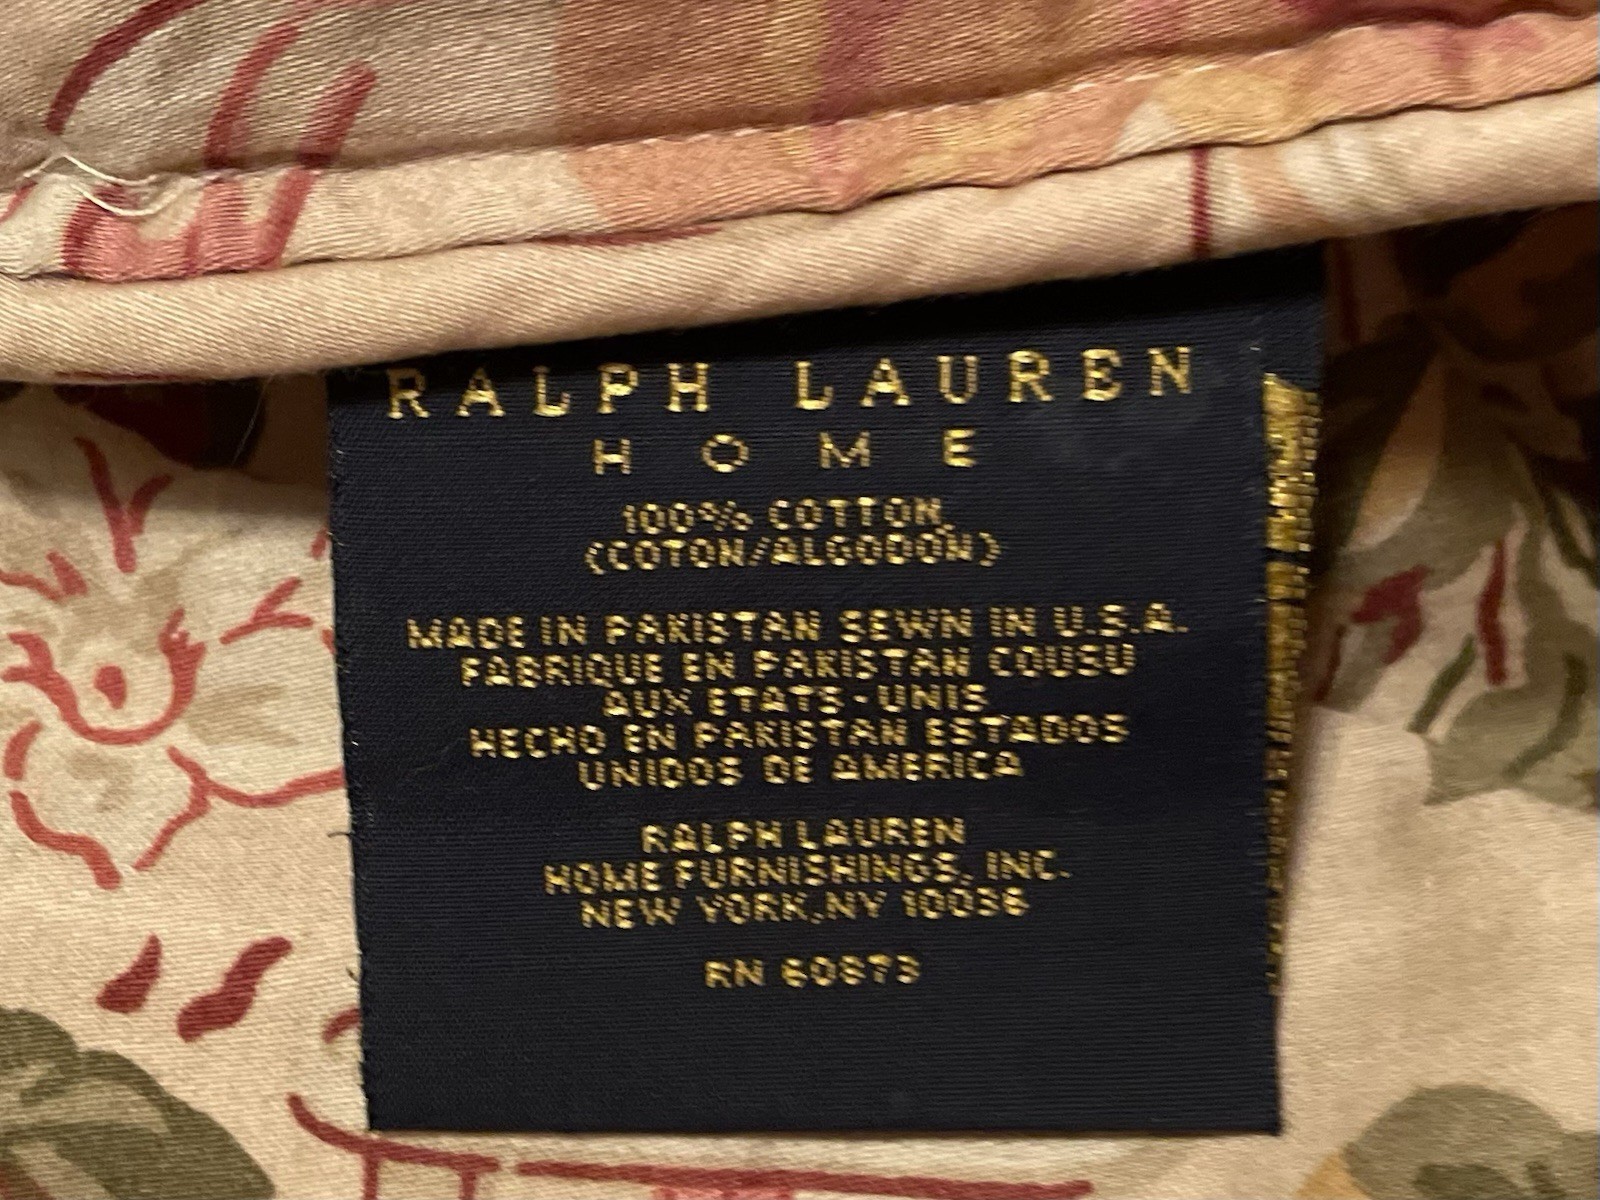 RALPH LAUREN
HOME
100% COTTON
(COTON/ALGODON)
MADE IN PAKISTAN SEWN IN U.S.A.
FABRIQUE EN PAKISTAN COUSU
AUX ETATS-UNIS
HECHO EN PAKISTAN ESTADOS
UNIDOS DE AMERICA
RALPH LAUREN
HOME FURNISHINGS, INC.
NEW YORK,NY 10036
RN 60873